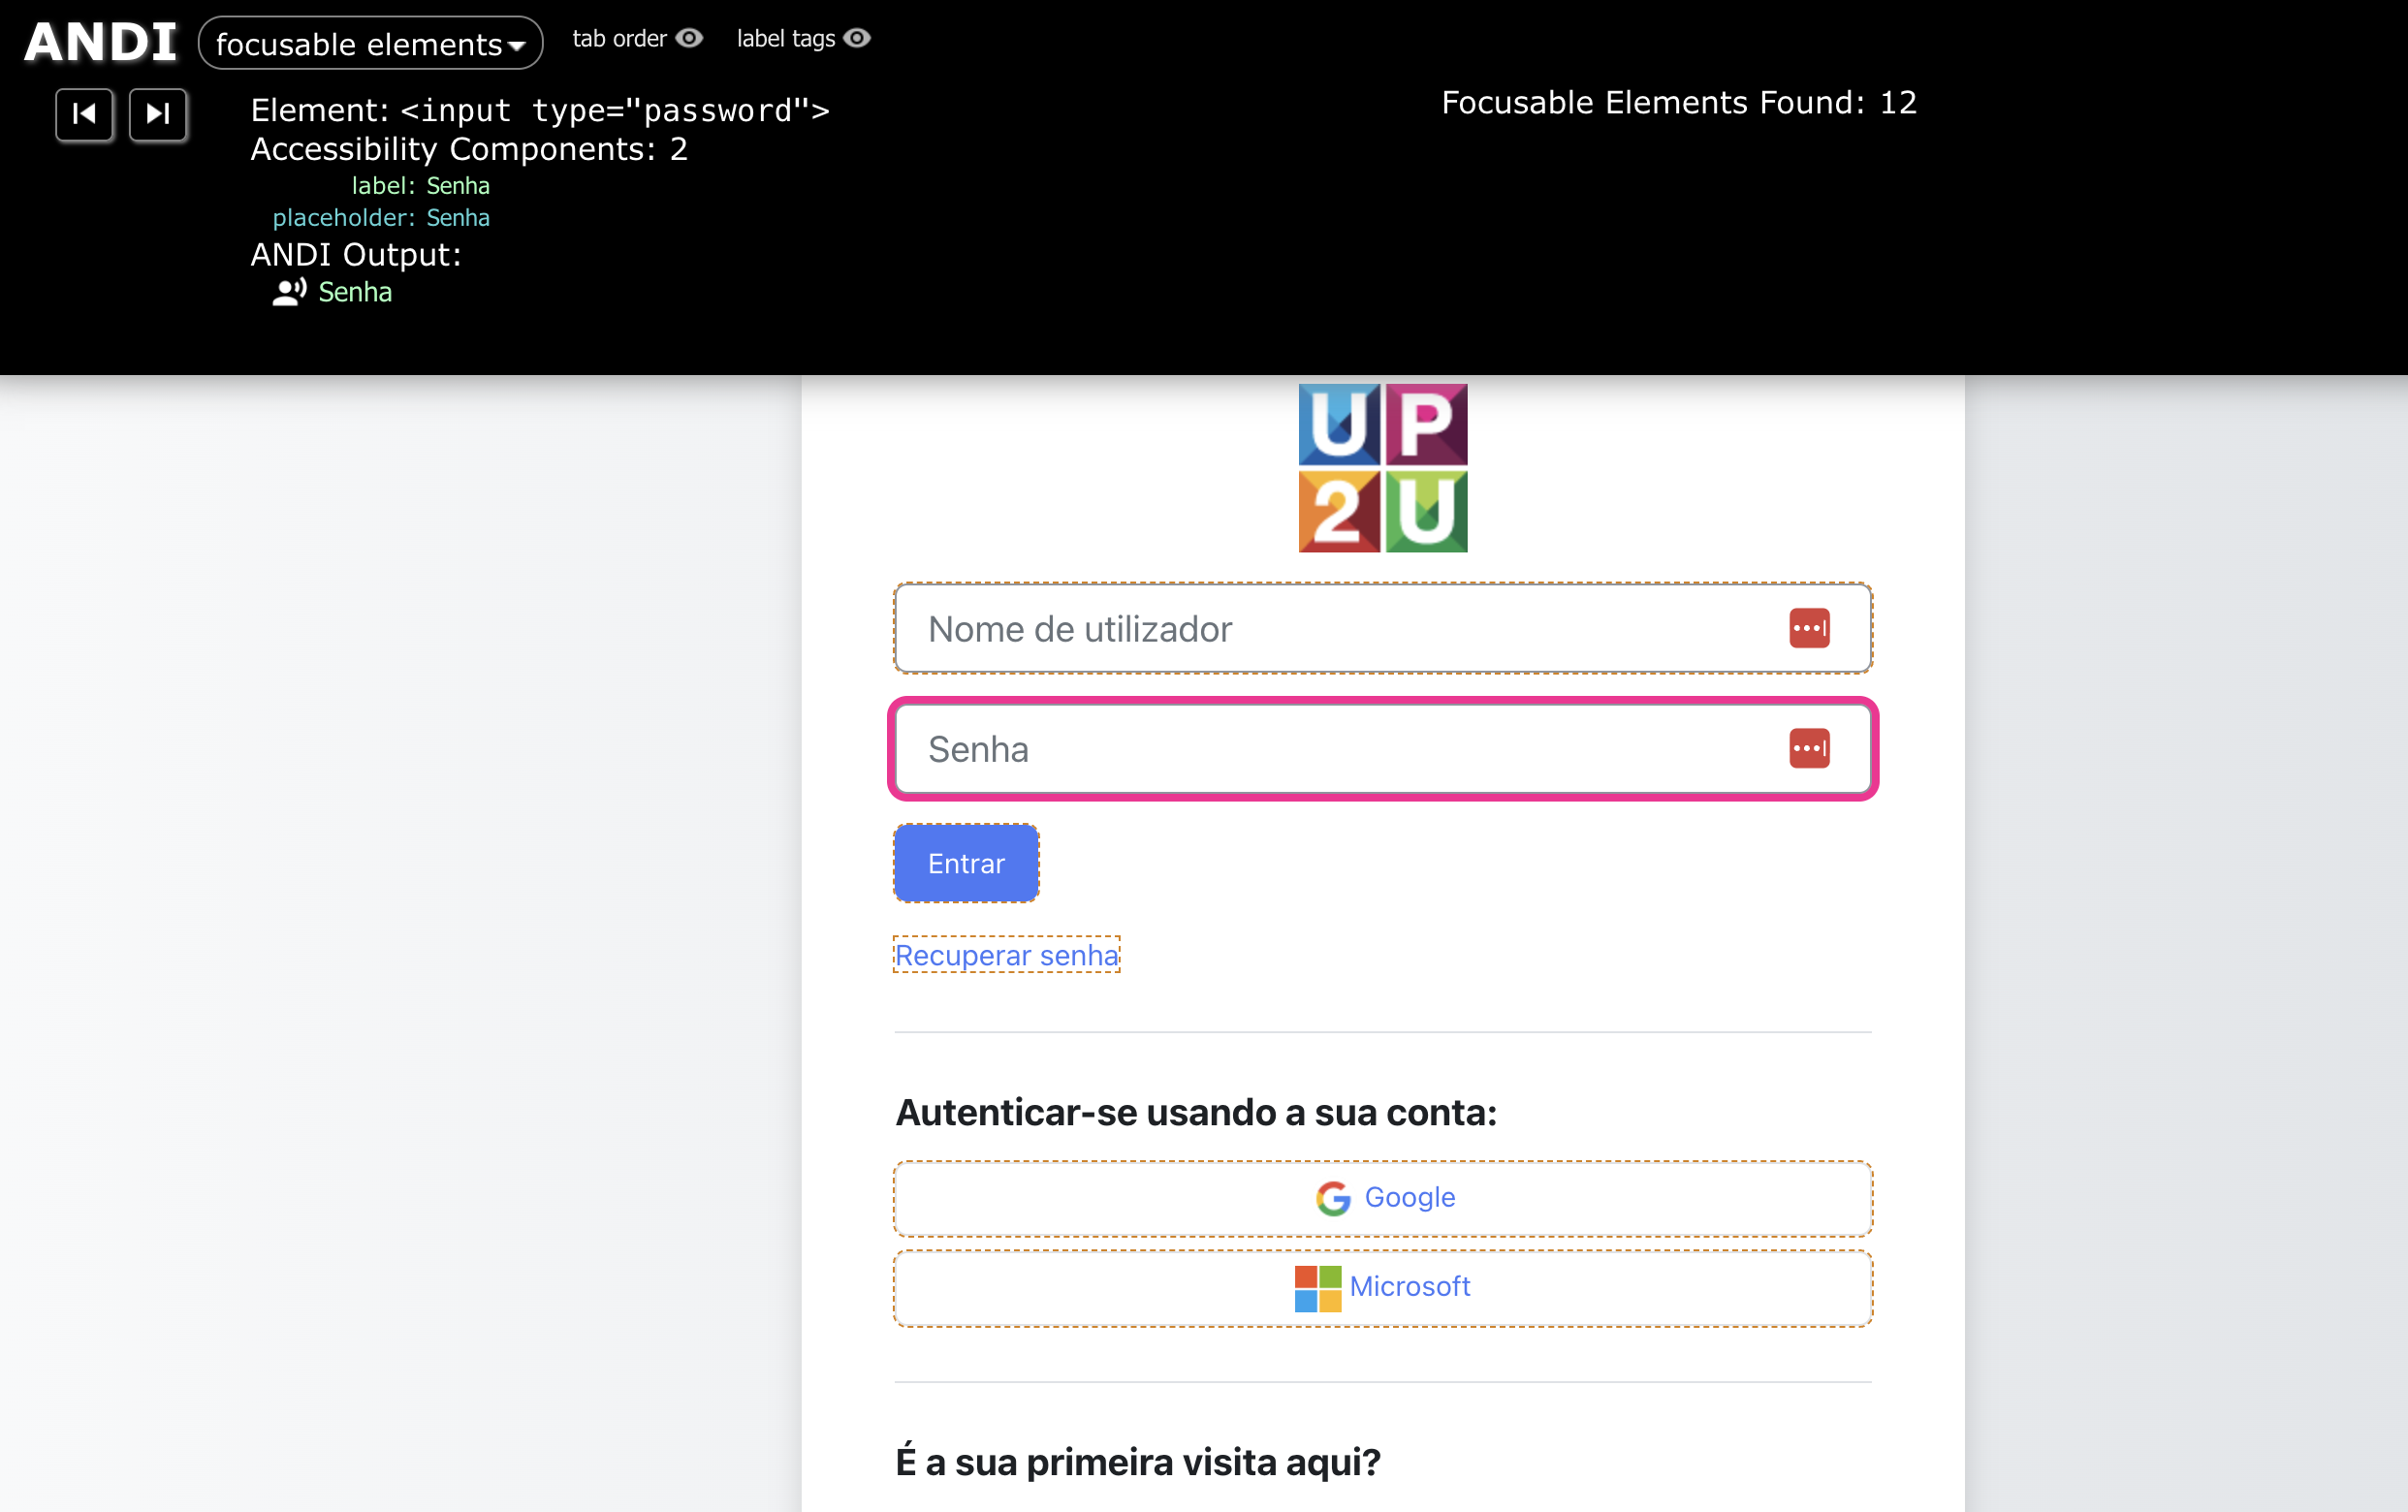 ANDI focusable elements tab order label tags
Element: <input type="password"> Focusable Elements Found: 12
Accessibility Components: 2
label: Senha
placeholder: Senha
ANDI Output:
Senha
UP
2U
Nome de utilizador
Senha
Entrar
Recuperar senha
Autenticar-se usando a sua conta:
Google
Microsoft
É a sua primeira visita aqui?